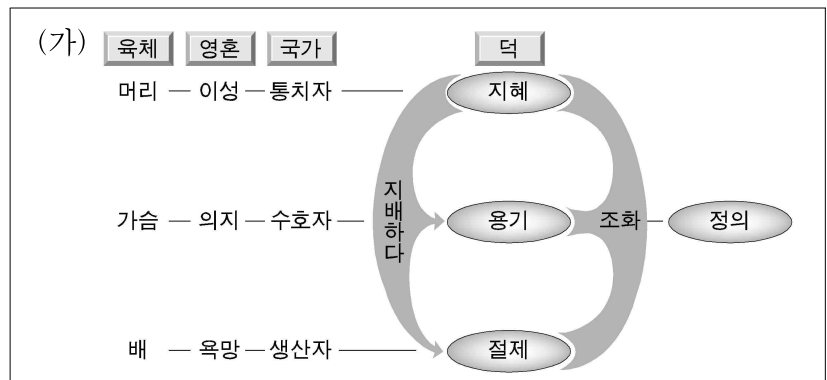 (가) 육체 영혼 국가 덕
머리 — 이성 — 통치자 — 지혜
지배하다
가슴 — 의지 — 수호자 — 용기 조화 — 정의
배 — 욕망 — 생산자 — 절제